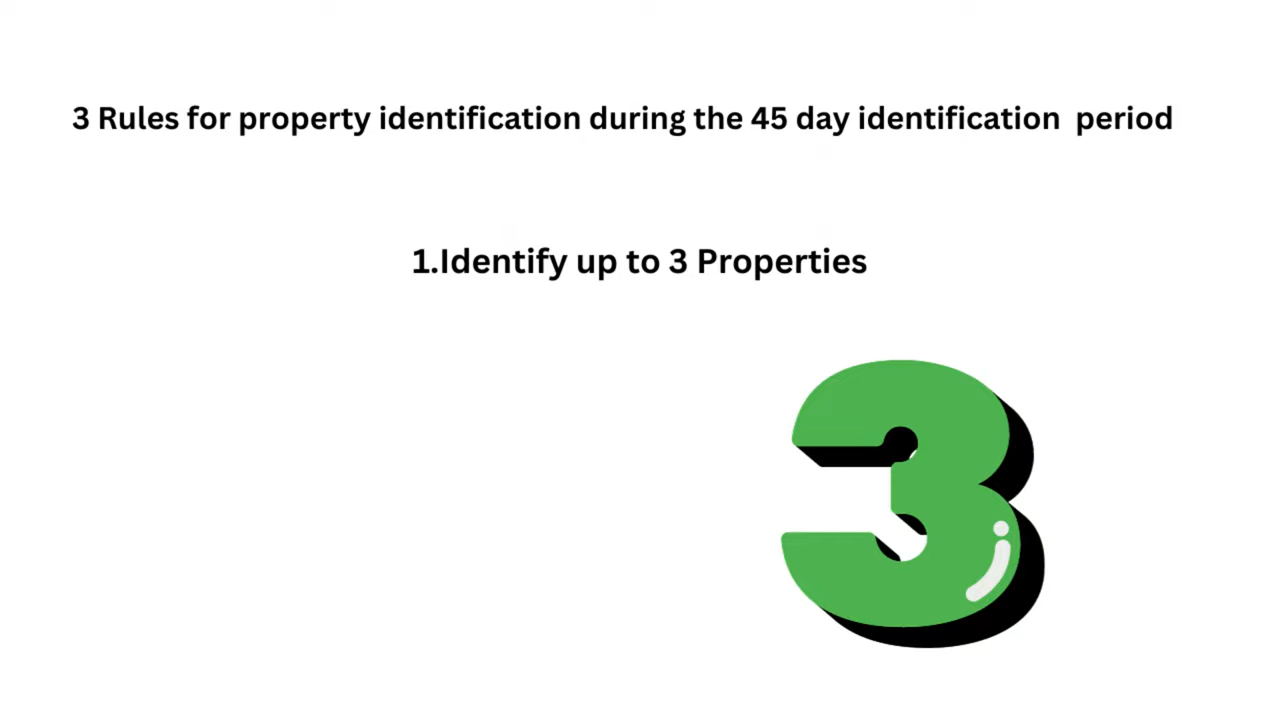 3 Rules for property identification during the 45 day identification  period
1.Identify up to 3 Properties
3